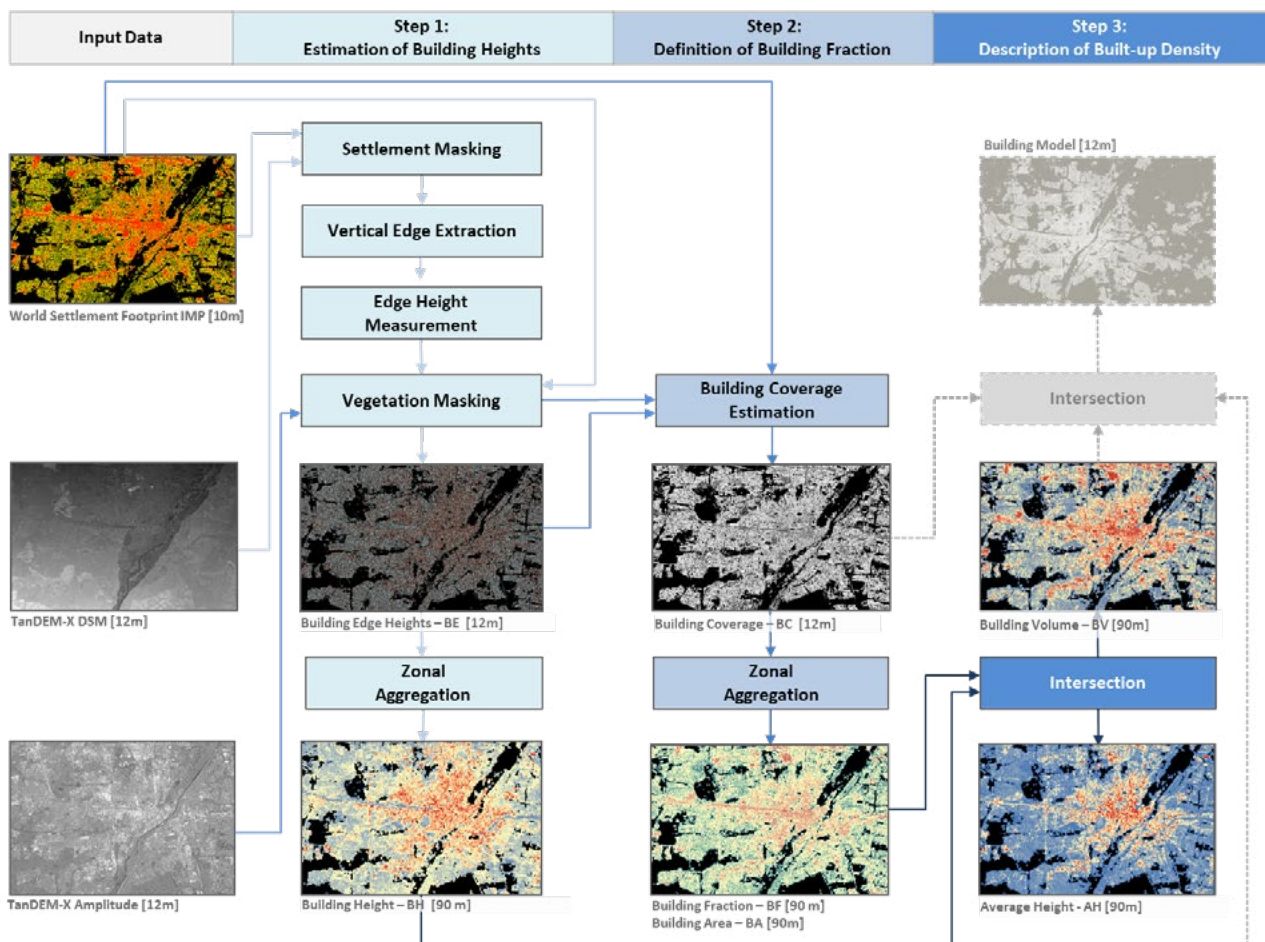 Input Data
Step 1:
Estimation of Building Heights
Step 2:
Definition of Building Fraction
Step 3:
Description of Built-up Density
World Settlement Footprint IMP [10m]
TanDEM-X DSM [12m]
TanDEM-X Amplitude [12m]
Settlement Masking
Vertical Edge Extraction
Edge Height
Measurement
Vegetation Masking
Building Edge Heights – BE [12m]
Zonal
Aggregation
Building Height – BH [90 m]
Building Coverage
Estimation
Building Coverage – BC [12m]
Zonal
Aggregation
Building Fraction – BF [90 m]
Building Area – BA [90m]
Building Model [12m]
Intersection
Building Volume – BV [90m]
Intersection
Average Height - AH [90m]